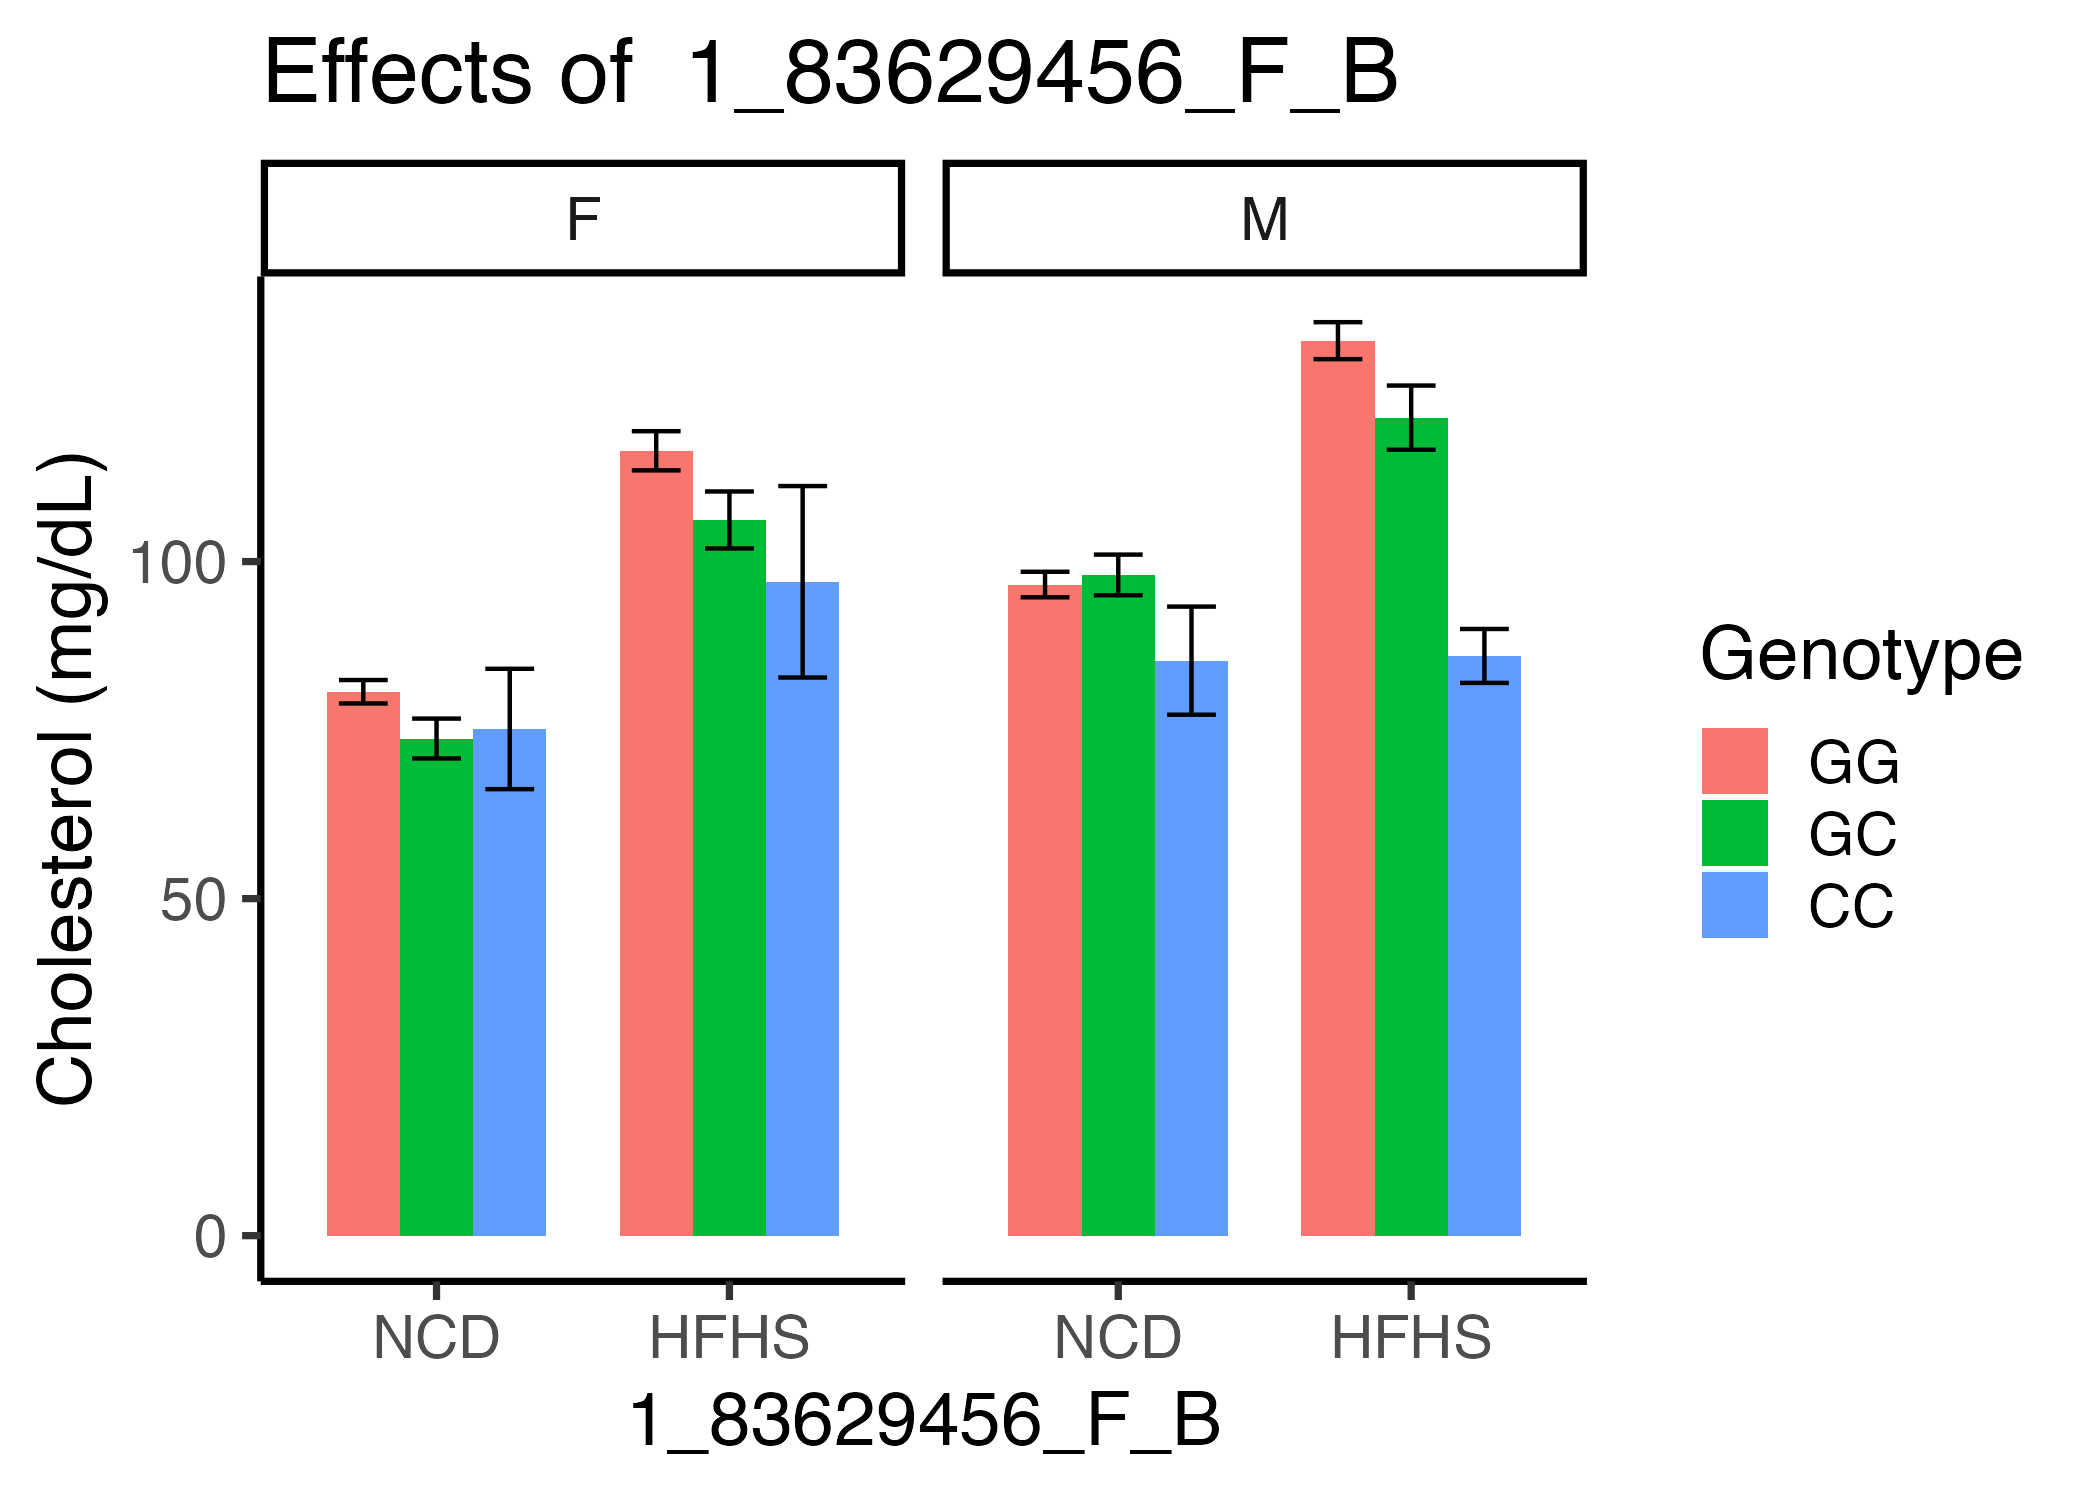 Effects of  1_83629456_F_B
F
M
Cholesterol (mg/dL)
100
50
0
NCD
HFHS
NCD
HFHS
1_83629456_F_B
Genotype
GG
GC
CC